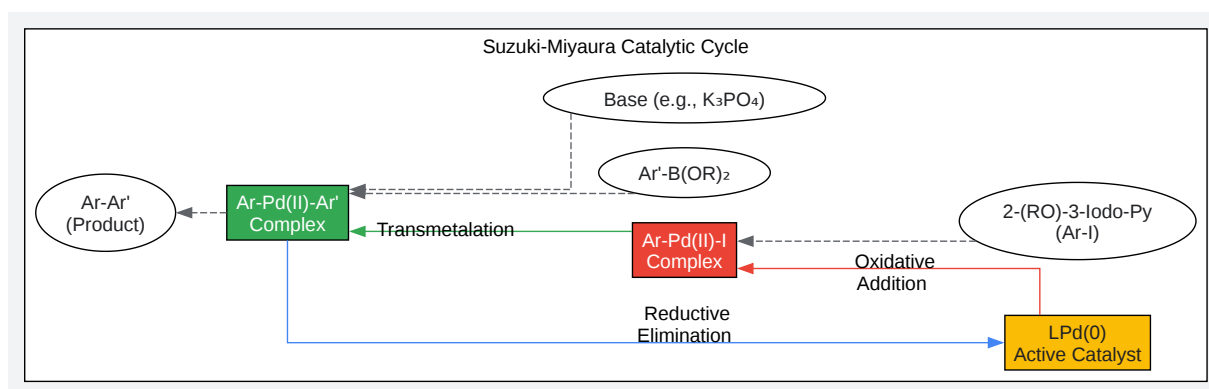 Suzuki-Miyaura Catalytic Cycle
Base (e.g., K₃PO₄)
Ar'-B(OR)₂
Ar-Ar'
(Product)
Ar-Pd(II)-Ar'
Complex
Transmetalation
Ar-Pd(II)-I
Complex
2-(RO)-3-Iodo-Py
(Ar-I)
Oxidative
Addition
Reductive
Elimination
LPd(0)
Active Catalyst